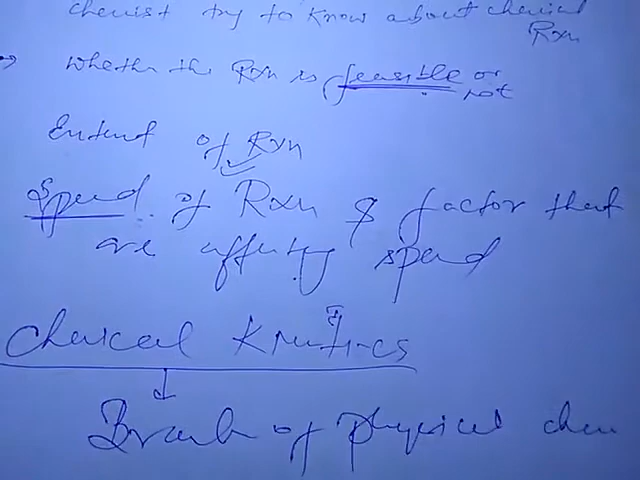 chemist try to know about chemical Rxn
→ Whether the Rxn is feasible or not
Extend of Rxn
Speed of Rxn & factor that
are affecting speed
Chemical Kinetics
↓
Branch of Physical chem